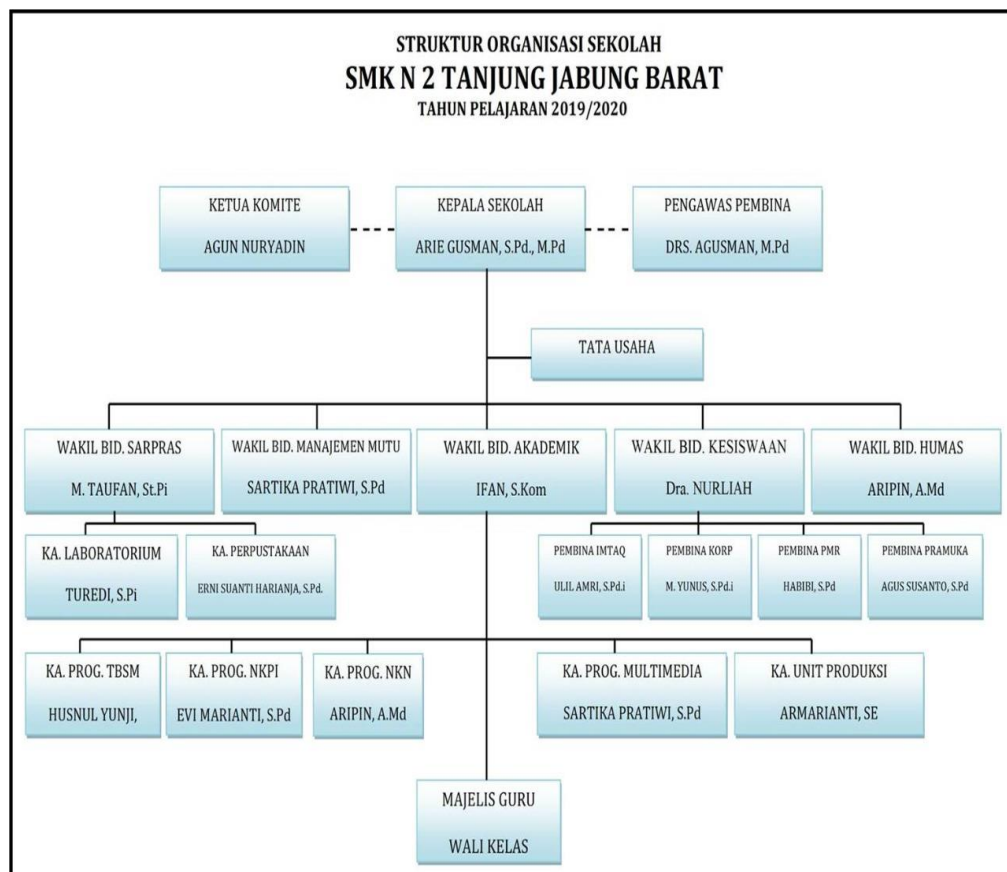 STRUKTUR ORGANISASI SEKOLAH
SMK N 2 TANJUNG JABUNG BARAT
TAHUN PELAJARAN 2019/2020
KETUA KOMITE
AGUN NURYADIN
KEPALA SEKOLAH
ARIE GUSMAN, S.Pd., M.Pd
PENGAWAS PEMBINA
DRS. AGUSMAN, M.Pd
TATA USAHA
WAKIL BID. SARPRAS
M. TAUFAN, St.Pi
WAKIL BID. MANAJEMEN MUTU
SARTIKA PRATIWI, S.Pd
WAKIL BID. AKADEMIK
IFAN, S.Kom
WAKIL BID. KESISWAAN
Dra. NURLIAH
WAKIL BID. HUMAS
ARIPIN, A.Md
KA. LABORATORIUM
TUREDI, S.Pi
KA. PERPUSTAKAAN
ERNI SUANTI HARIANJA, S.Pd.
PEMBINA IMTAQ
ULIL AMRI, S.Pd.i
PEMBINA KORP
M. YUNUS, S.Pd.i
PEMBINA PMR
HABIBI, S.Pd
PEMBINA PRAMUKA
AGUS SUSANTO, S.Pd
KA. PROG. TBSM
HUSNUL YUNJI,
KA. PROG. NKPI
EVI MARIANTI, S.Pd
KA. PROG. NKN
ARIPIN, A.Md
KA. PROG. MULTIMEDIA
SARTIKA PRATIWI, S.Pd
KA. UNIT PRODUKSI
ARMARIANTI, SE
MAJELIS GURU
WALI KELAS